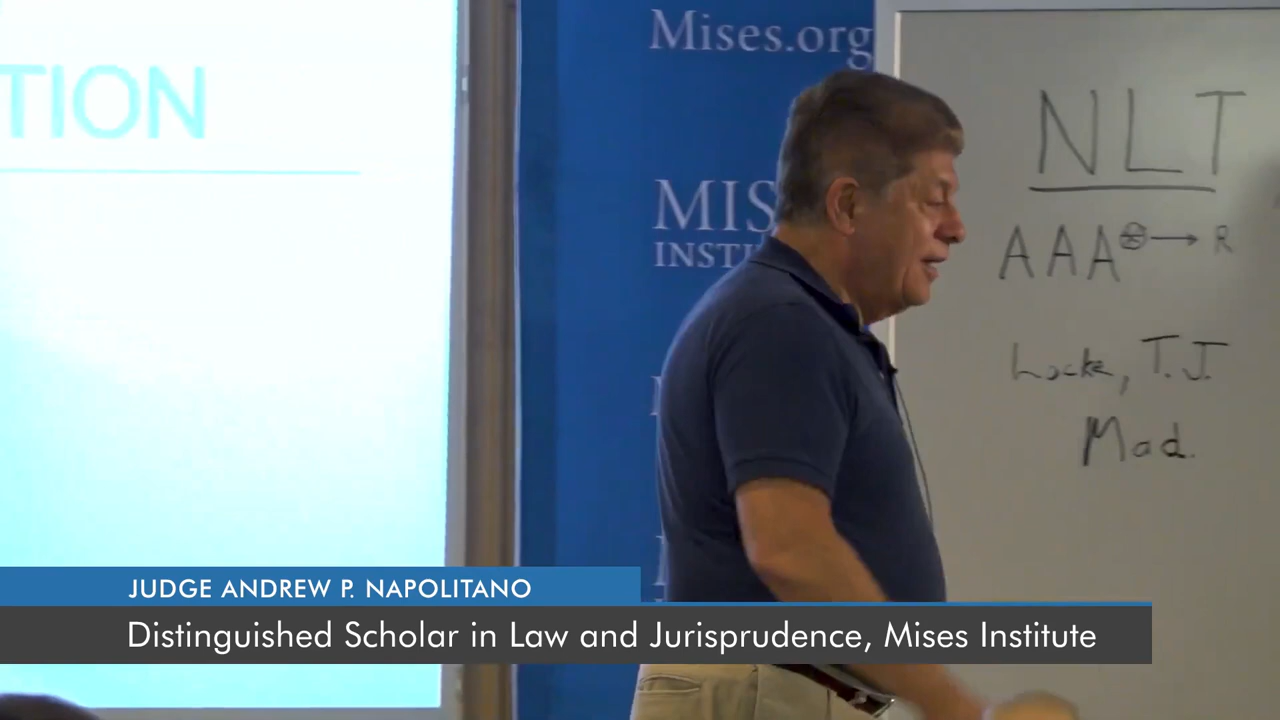 TION
Mises.org
MIS
INSTI
NLT
AAA⊛→R
Locke, T.J.
Mad.
JUDGE ANDREW P. NAPOLITANO
Distinguished Scholar in Law and Jurisprudence, Mises Institute